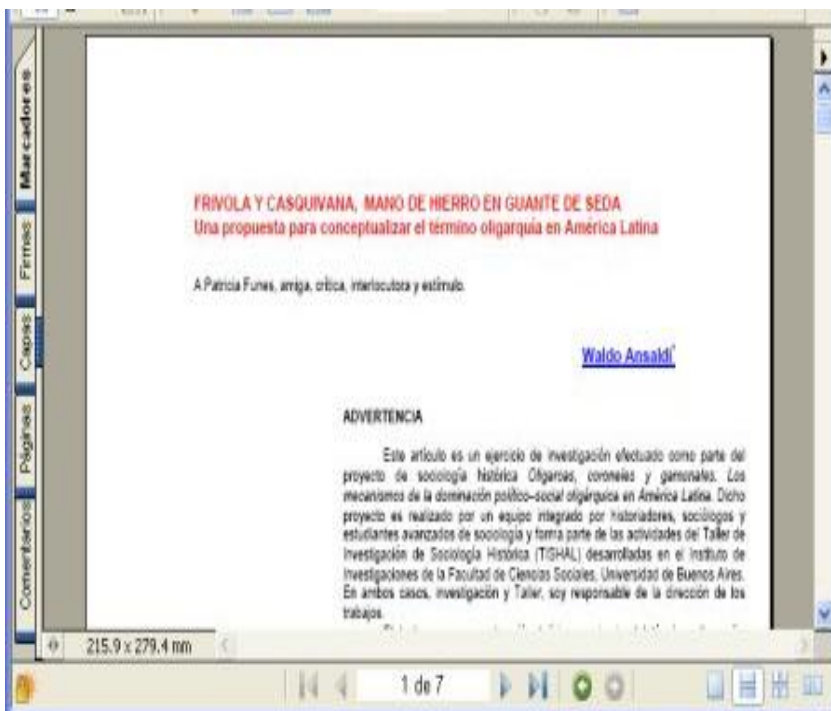 Marcadores
Firmas
Capas
Páginas
Comentarios
FRIVOLA Y CASQUIVANA, MANO DE HIERRO EN GUANTE DE SEDA
Una propuesta para conceptualizar el término oligarquía en América Latina
A Patricia Funes, amiga, crítica, interlocutora y estímulo.
Waldo Ansaldi*
ADVERTENCIA
Este artículo es un ejercicio de investigación efectuado como parte del
proyecto de sociología histórica Oligarcas, coroneles y gamonales. Los
mecanismos de la dominación político–social oligárquica en América Latina. Dicho
proyecto es realizado por un equipo integrado por historiadores, sociólogos y
estudiantes avanzados de sociología y forma parte de las actividades del Taller de
Investigación de Sociología Histórica (TISHAL) desarrolladas en el Instituto de
Investigaciones de la Facultad de Ciencias Sociales, Universidad de Buenos Aires.
En ambos casos, investigación y Taller, soy responsable de la dirección de los
trabajos.
215.9 x 279.4 mm
1 de 7